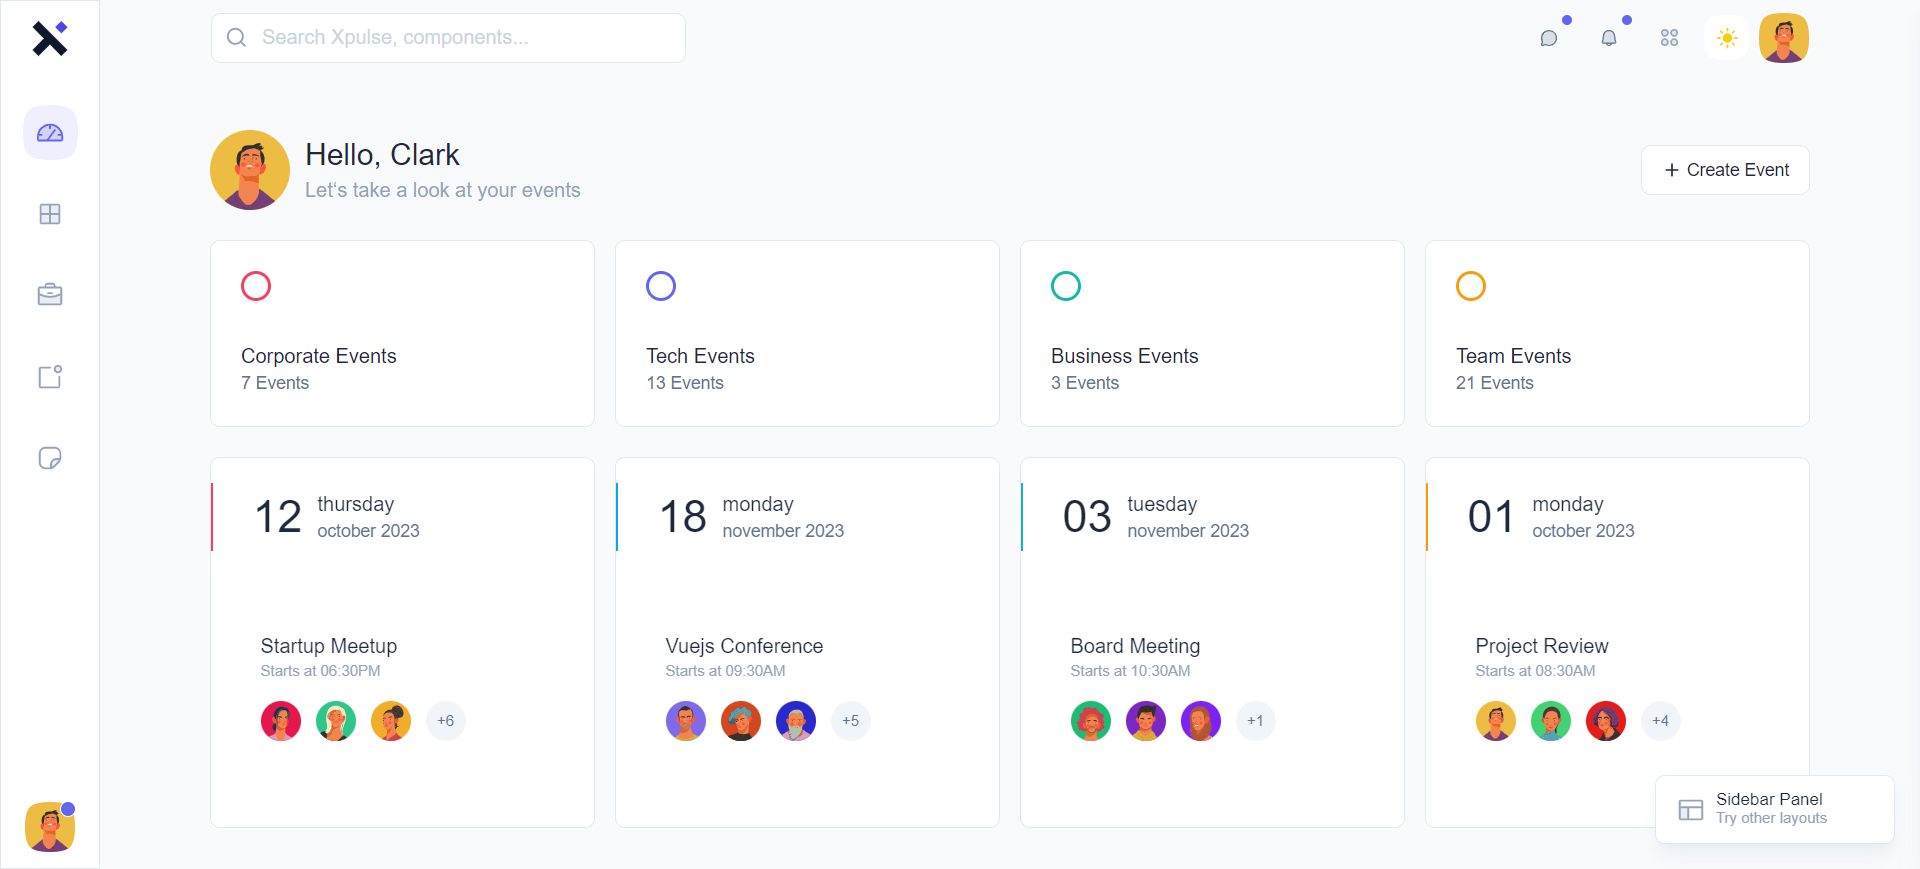 Search Xpulse, components...
Hello, Clark
Let's take a look at your events
Create Event
Corporate Events
7 Events
Tech Events
13 Events
Business Events
3 Events
Team Events
21 Events
12
thursday
october 2023
Startup Meetup
Starts at 06:30PM
+6
18
monday
november 2023
Vuejs Conference
Starts at 09:30AM
+5
03
tuesday
november 2023
Board Meeting
Starts at 10:30AM
+1
01
monday
october 2023
Project Review
Starts at 08:30AM
+4
Sidebar Panel
Try other layouts